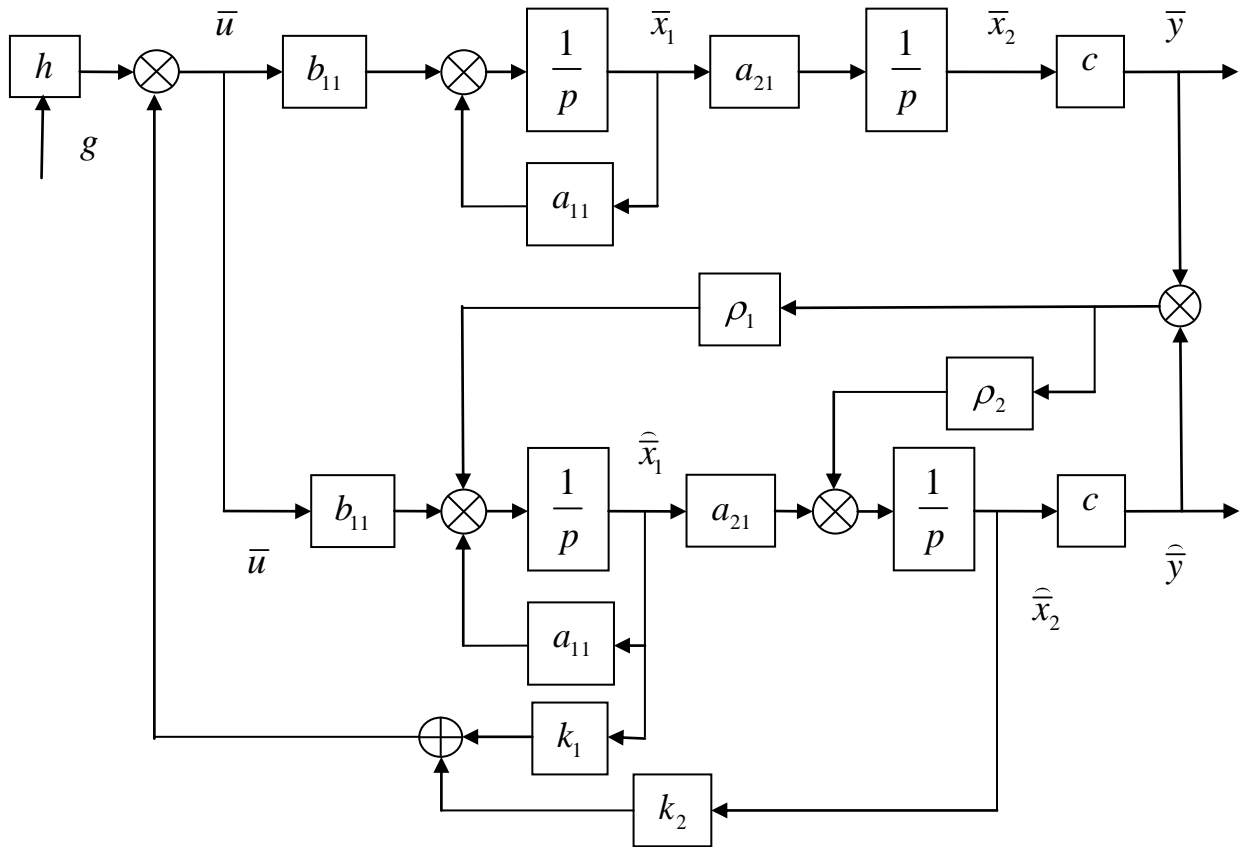 h
g
u̅
b₁₁
1/p
x̅₁
a₂₁
1/p
x̅₂
c
y̅
a₁₁
ρ₁
ρ₂
u̅
b₁₁
1/p
x̅̑₁
a₂₁
1/p
x̅̑₂
c
y̅̑
a₁₁
k₁
k₂